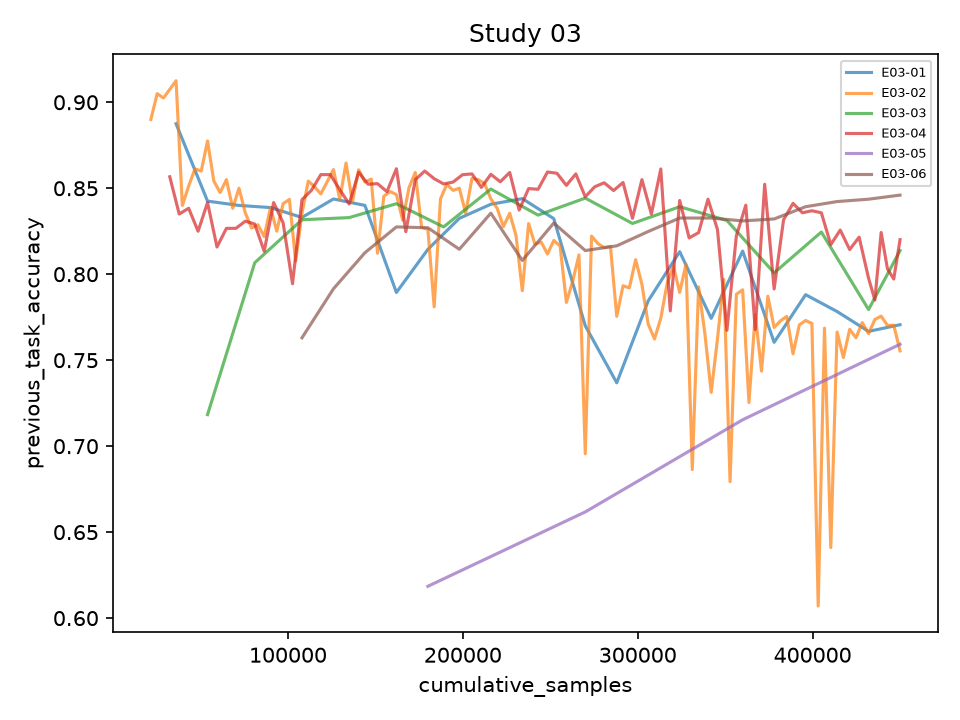 Study 03
E03-01
E03-02
E03-03
E03-04
E03-05
E03-06
previous_task_accuracy
0.90
0.85
0.80
0.75
0.70
0.65
0.60
100000 200000 300000 400000
cumulative_samples